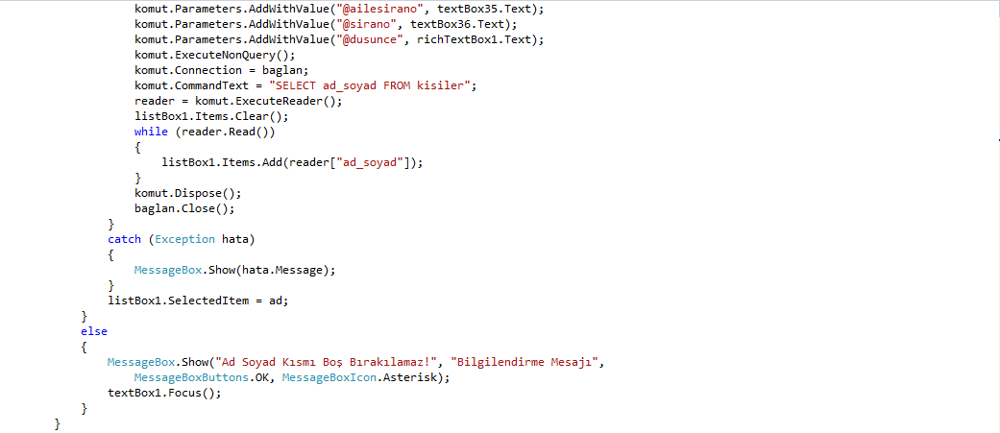 komut.Parameters.AddWithValue("@ailesirano", textBox35.Text);
komut.Parameters.AddWithValue("@sirano", textBox36.Text);
komut.Parameters.AddWithValue("@dusunce", richTextBox1.Text);
komut.ExecuteNonQuery();
komut.Connection = baglan;
komut.CommandText = "SELECT ad_soyad FROM kisiler";
reader = komut.ExecuteReader();
listBox1.Items.Clear();
while (reader.Read())
{
listBox1.Items.Add(reader["ad_soyad"]);
}
komut.Dispose();
baglan.Close();
}
catch (Exception hata)
{
MessageBox.Show(hata.Message);
}
listBox1.SelectedItem = ad;
}
else
{
MessageBox.Show("Ad Soyad Kısmı Boş Bırakılamaz!", "Bilgilendirme Mesajı",
MessageBoxButtons.OK, MessageBoxIcon.Asterisk);
textBox1.Focus();
}
}